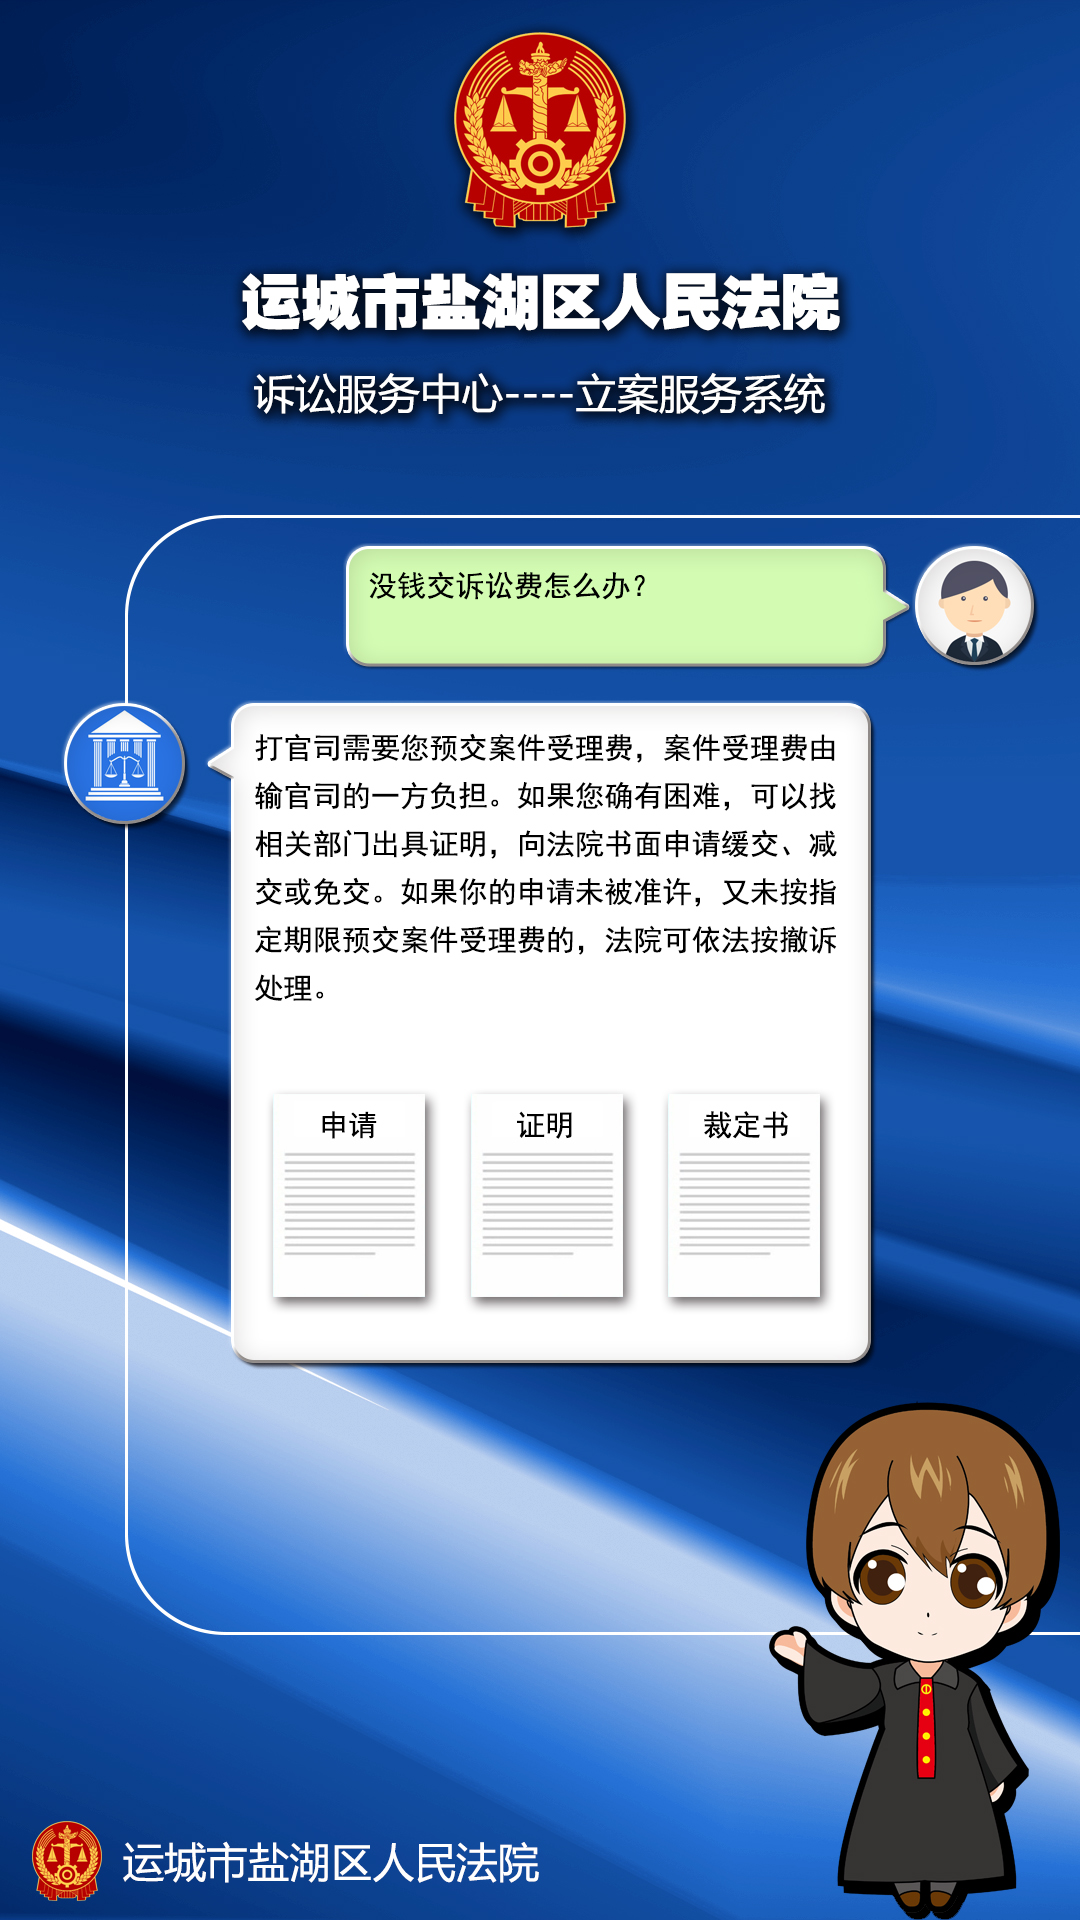 运城市盐湖区人民法院
诉讼服务中心----立案服务系统
没钱交诉讼费怎么办？
打官司需要您预交案件受理费，案件受理费由
输官司的一方负担。如果您确有困难，可以找
相关部门出具证明，向法院书面申请缓交、减
交或免交。如果你的申请未被准许，又未按指
定期限预交案件受理费的，法院可依法按撤诉
处理。
申请
证明
裁定书
运城市盐湖区人民法院